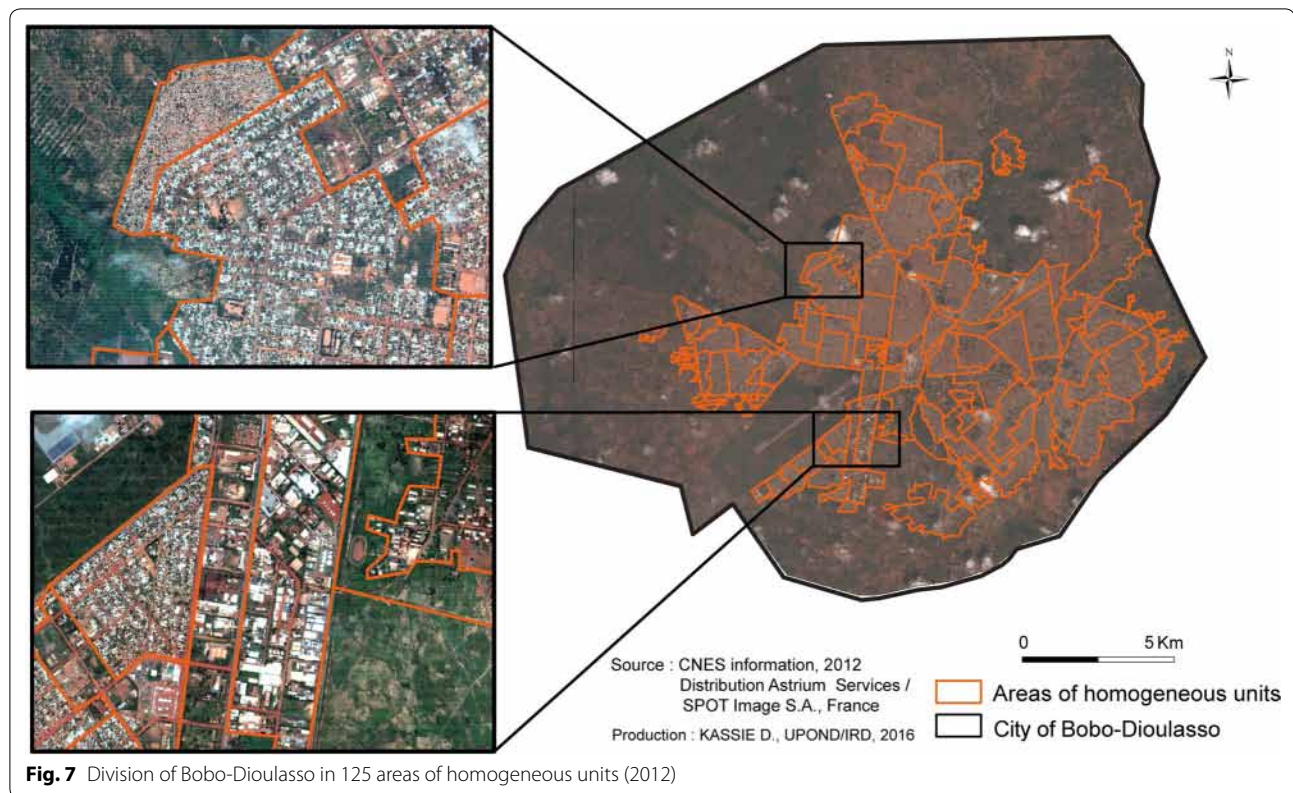 N
0 5 Km
Source : CNES information, 2012
Distribution Astrium Services /
SPOT Image S.A., France
Production : KASSIE D., UPOND/IRD, 2016
Areas of homogeneous units
City of Bobo-Dioulasso
Fig. 7 Division of Bobo-Dioulasso in 125 areas of homogeneous units (2012)